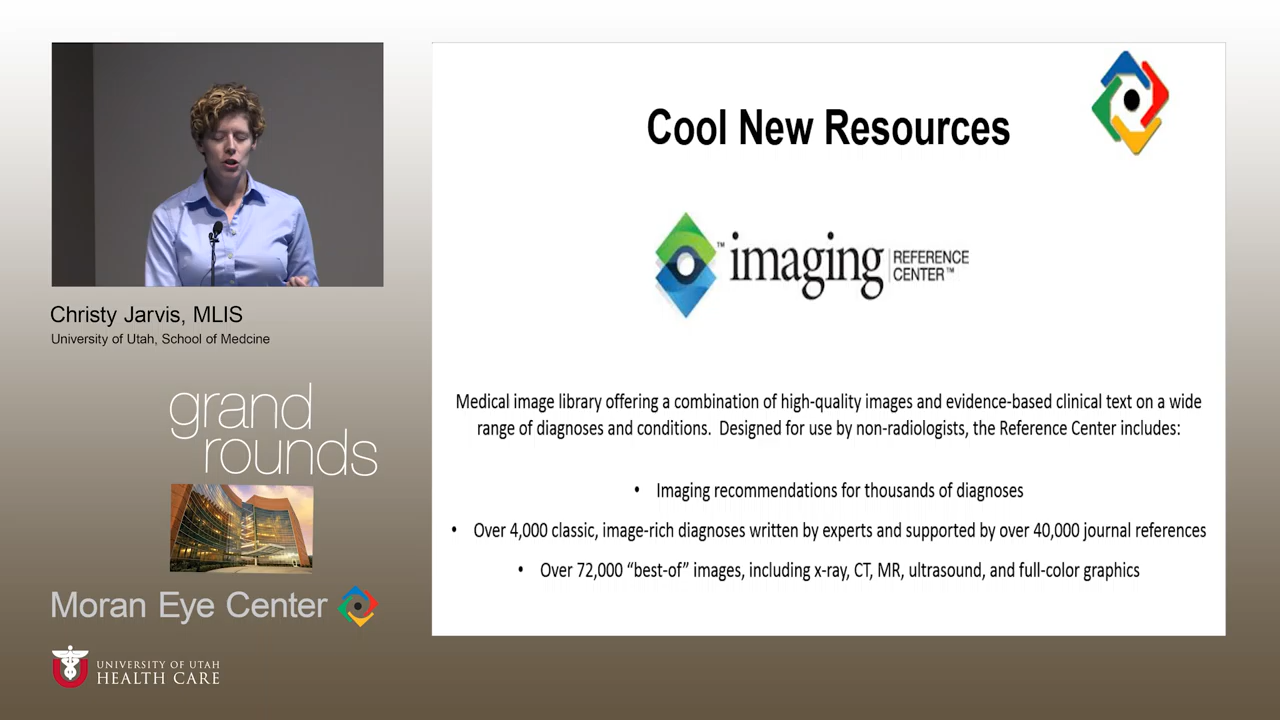 Christy Jarvis, MLIS
University of Utah, School of Medcine
grand
rounds
Moran Eye Center
UNIVERSITY OF UTAH
HEALTH CARE
Cool New Resources
™ imaging REFERENCE
CENTER™
Medical image library offering a combination of high-quality images and evidence-based clinical text on a wide
range of diagnoses and conditions. Designed for use by non-radiologists, the Reference Center includes:
• Imaging recommendations for thousands of diagnoses
• Over 4,000 classic, image-rich diagnoses written by experts and supported by over 40,000 journal references
• Over 72,000 “best-of” images, including x-ray, CT, MR, ultrasound, and full-color graphics